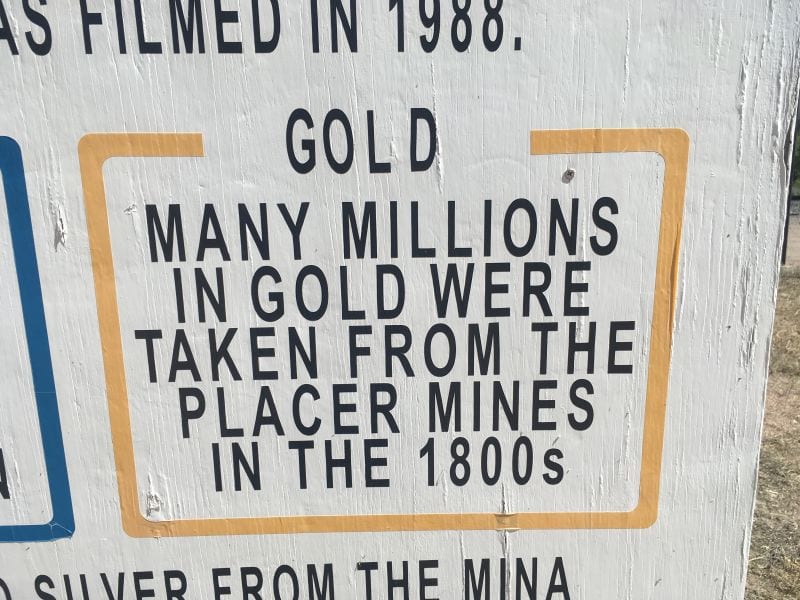 AS FILMED IN 1988.
GOLD
MANY MILLIONS
IN GOLD WERE
TAKEN FROM THE
PLACER MINES
IN THE 1800s
SILVER FROM THE MINA